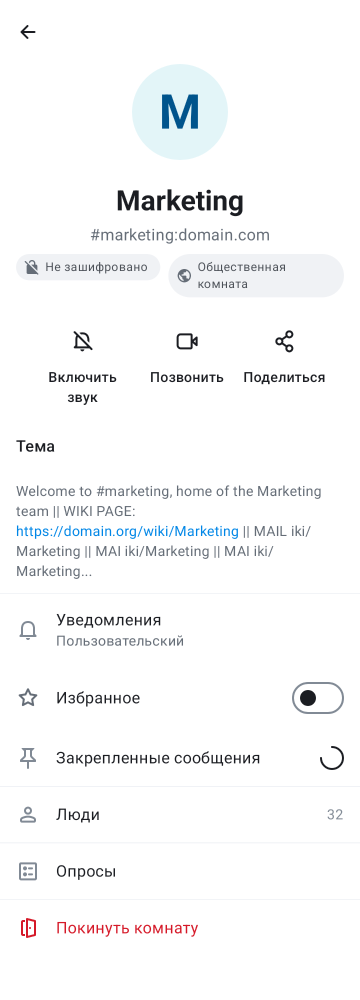 M
Marketing
#marketing:domain.com
Не зашифровано
Общественная
комната
Включить
звук
Позвонить
Поделиться
Тема
Welcome to #marketing, home of the Marketing
team || WIKI PAGE:
https://domain.org/wiki/Marketing || MAIL iki/
Marketing || MAI iki/Marketing || MAI iki/
Marketing...
Уведомления
Пользовательский
Избранное
Закрепленные сообщения
Люди 32
Опросы
Покинуть комнату